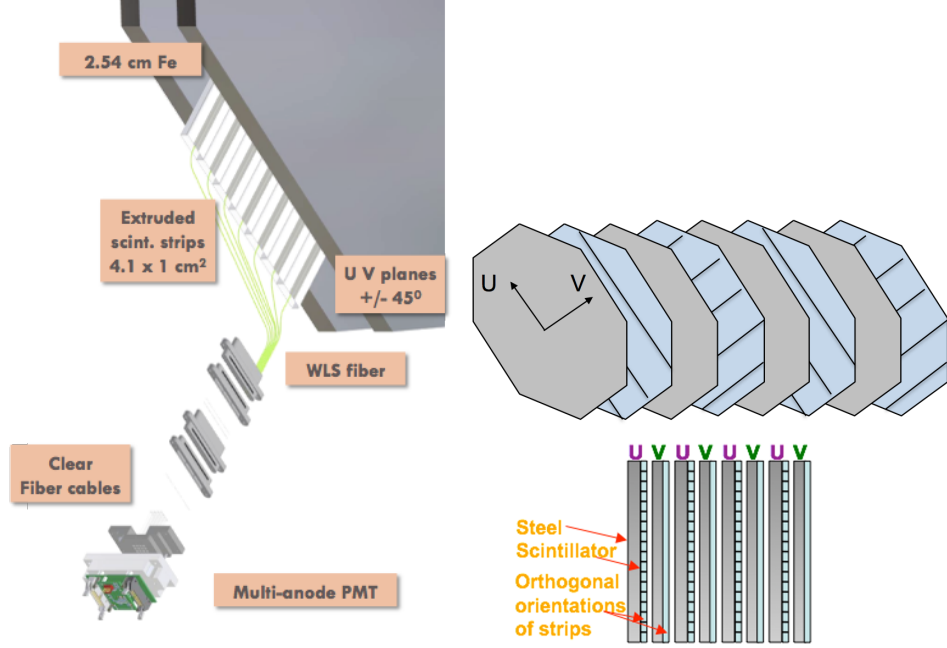 2.54 cm Fe
Extruded
scint. strips
4.1 x 1 cm²
U V planes
+/- 45⁰
WLS fiber
Clear
Fiber cables
Multi-anode PMT
U
V
U V U V U V U V
Steel
Scintillator
Orthogonal
orientations
of strips